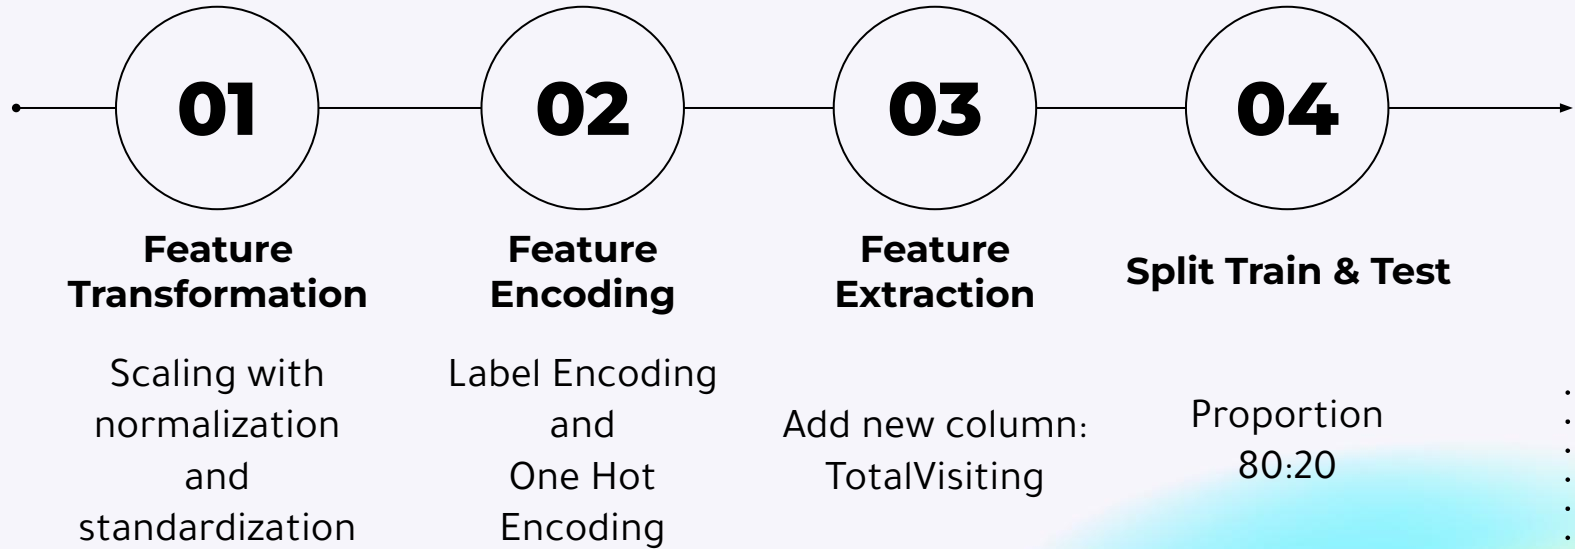 01
Feature
Transformation
Scaling with
normalization
and
standardization
02
Feature
Encoding
Label Encoding
and
One Hot
Encoding
03
Feature
Extraction
Add new column:
TotalVisiting
04
Split Train & Test
Proportion
80:20